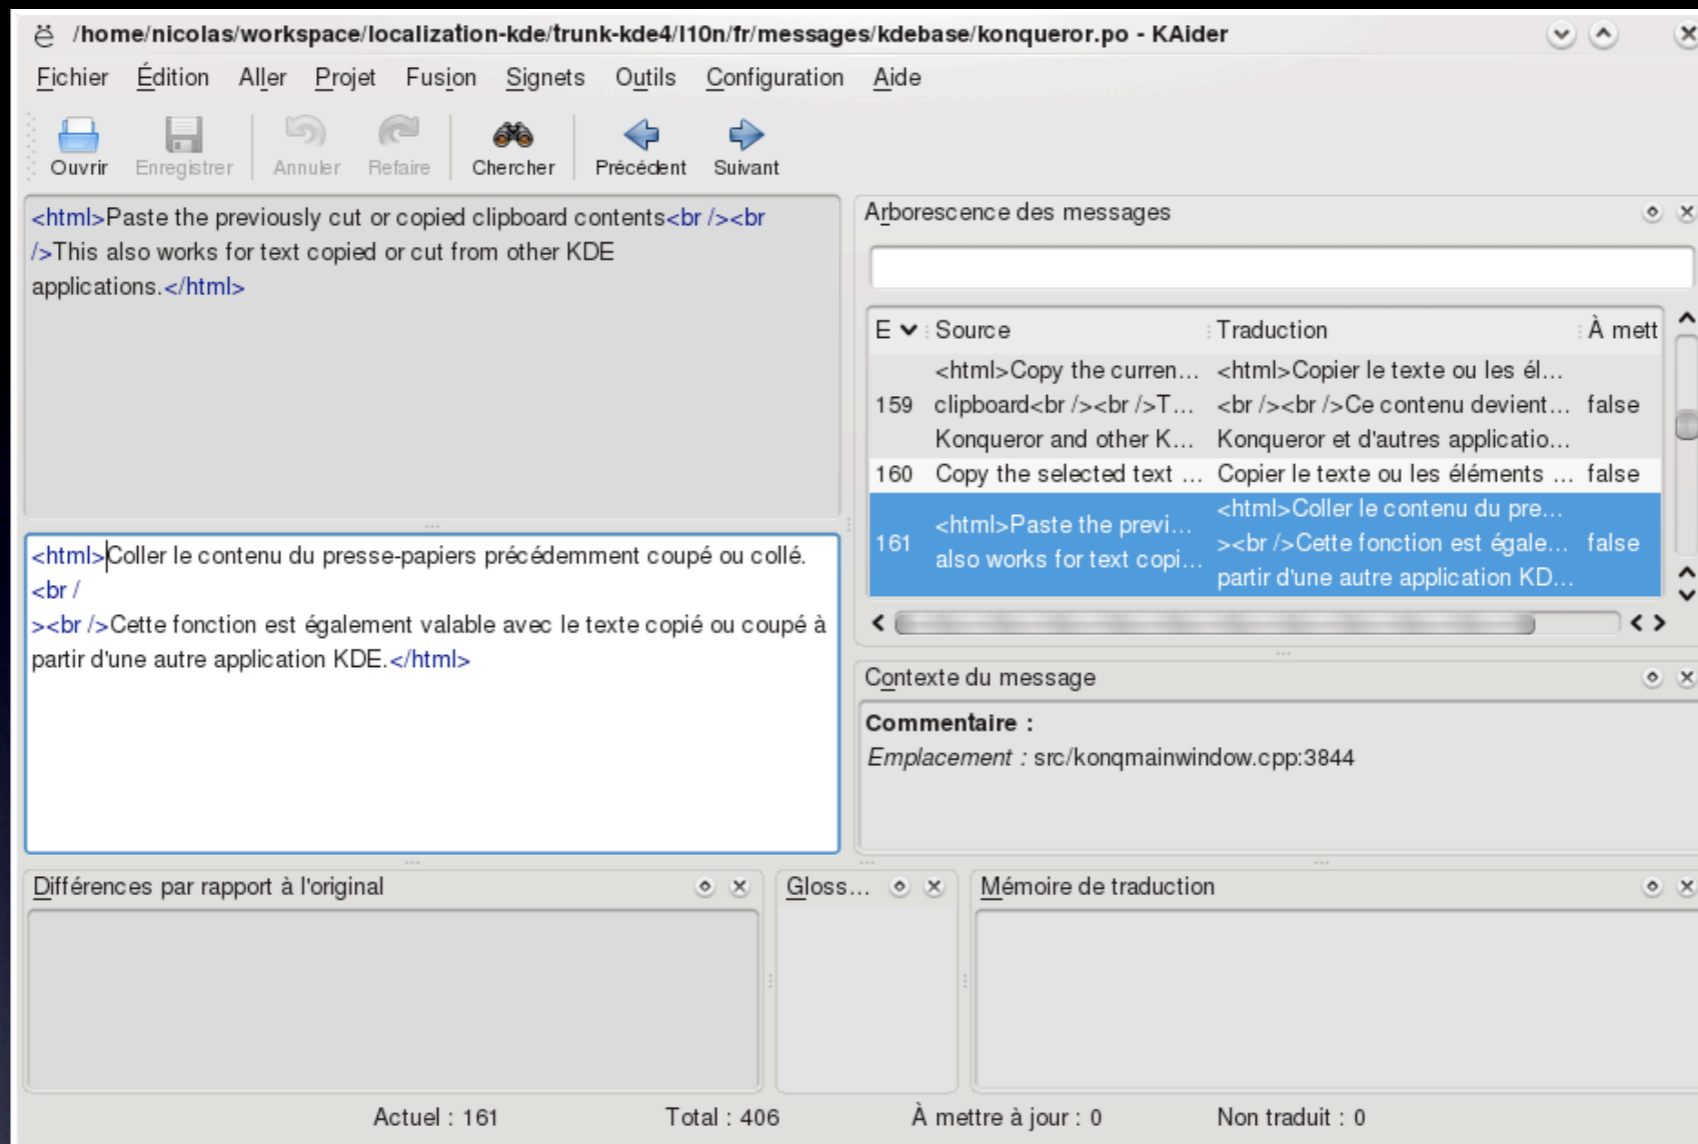 /home/nicolas/workspace/localization-kde/trunk-kde4/l10n/fr/messages/kdebase/konqueror.po - KAider
Fichier Édition Aller Projet Fusion Signets Outils Configuration Aide
Ouvrir Enregistrer Annuler Refaire Chercher Précédent Suivant
<html>Paste the previously cut or copied clipboard contents<br /><br
/>This also works for text copied or cut from other KDE
applications.</html>
<html>Coller le contenu du presse-papiers précédemment coupé ou collé.
<br /
><br />Cette fonction est également valable avec le texte copié ou coupé à
partir d'une autre application KDE.</html>
Arborescence des messages
E Source Traduction À mett
<html>Copy the curren... <html>Copier le texte ou les él...
159 clipboard<br /><br />T... <br /><br />Ce contenu devient... false
Konqueror and other K... Konqueror et d'autres applicatio...
160 Copy the selected text ... Copier le texte ou les éléments ... false
<html>Coller le contenu du pre...
<html>Paste the previ...
161 ><br />Cette fonction est égale... false
also works for text copi...
partir d'une autre application KD...
Contexte du message
Commentaire :
Emplacement : src/konqmainwindow.cpp:3844
Différences par rapport à l'original Gloss... Mémoire de traduction
Actuel : 161 Total : 406 À mettre à jour : 0 Non traduit : 0